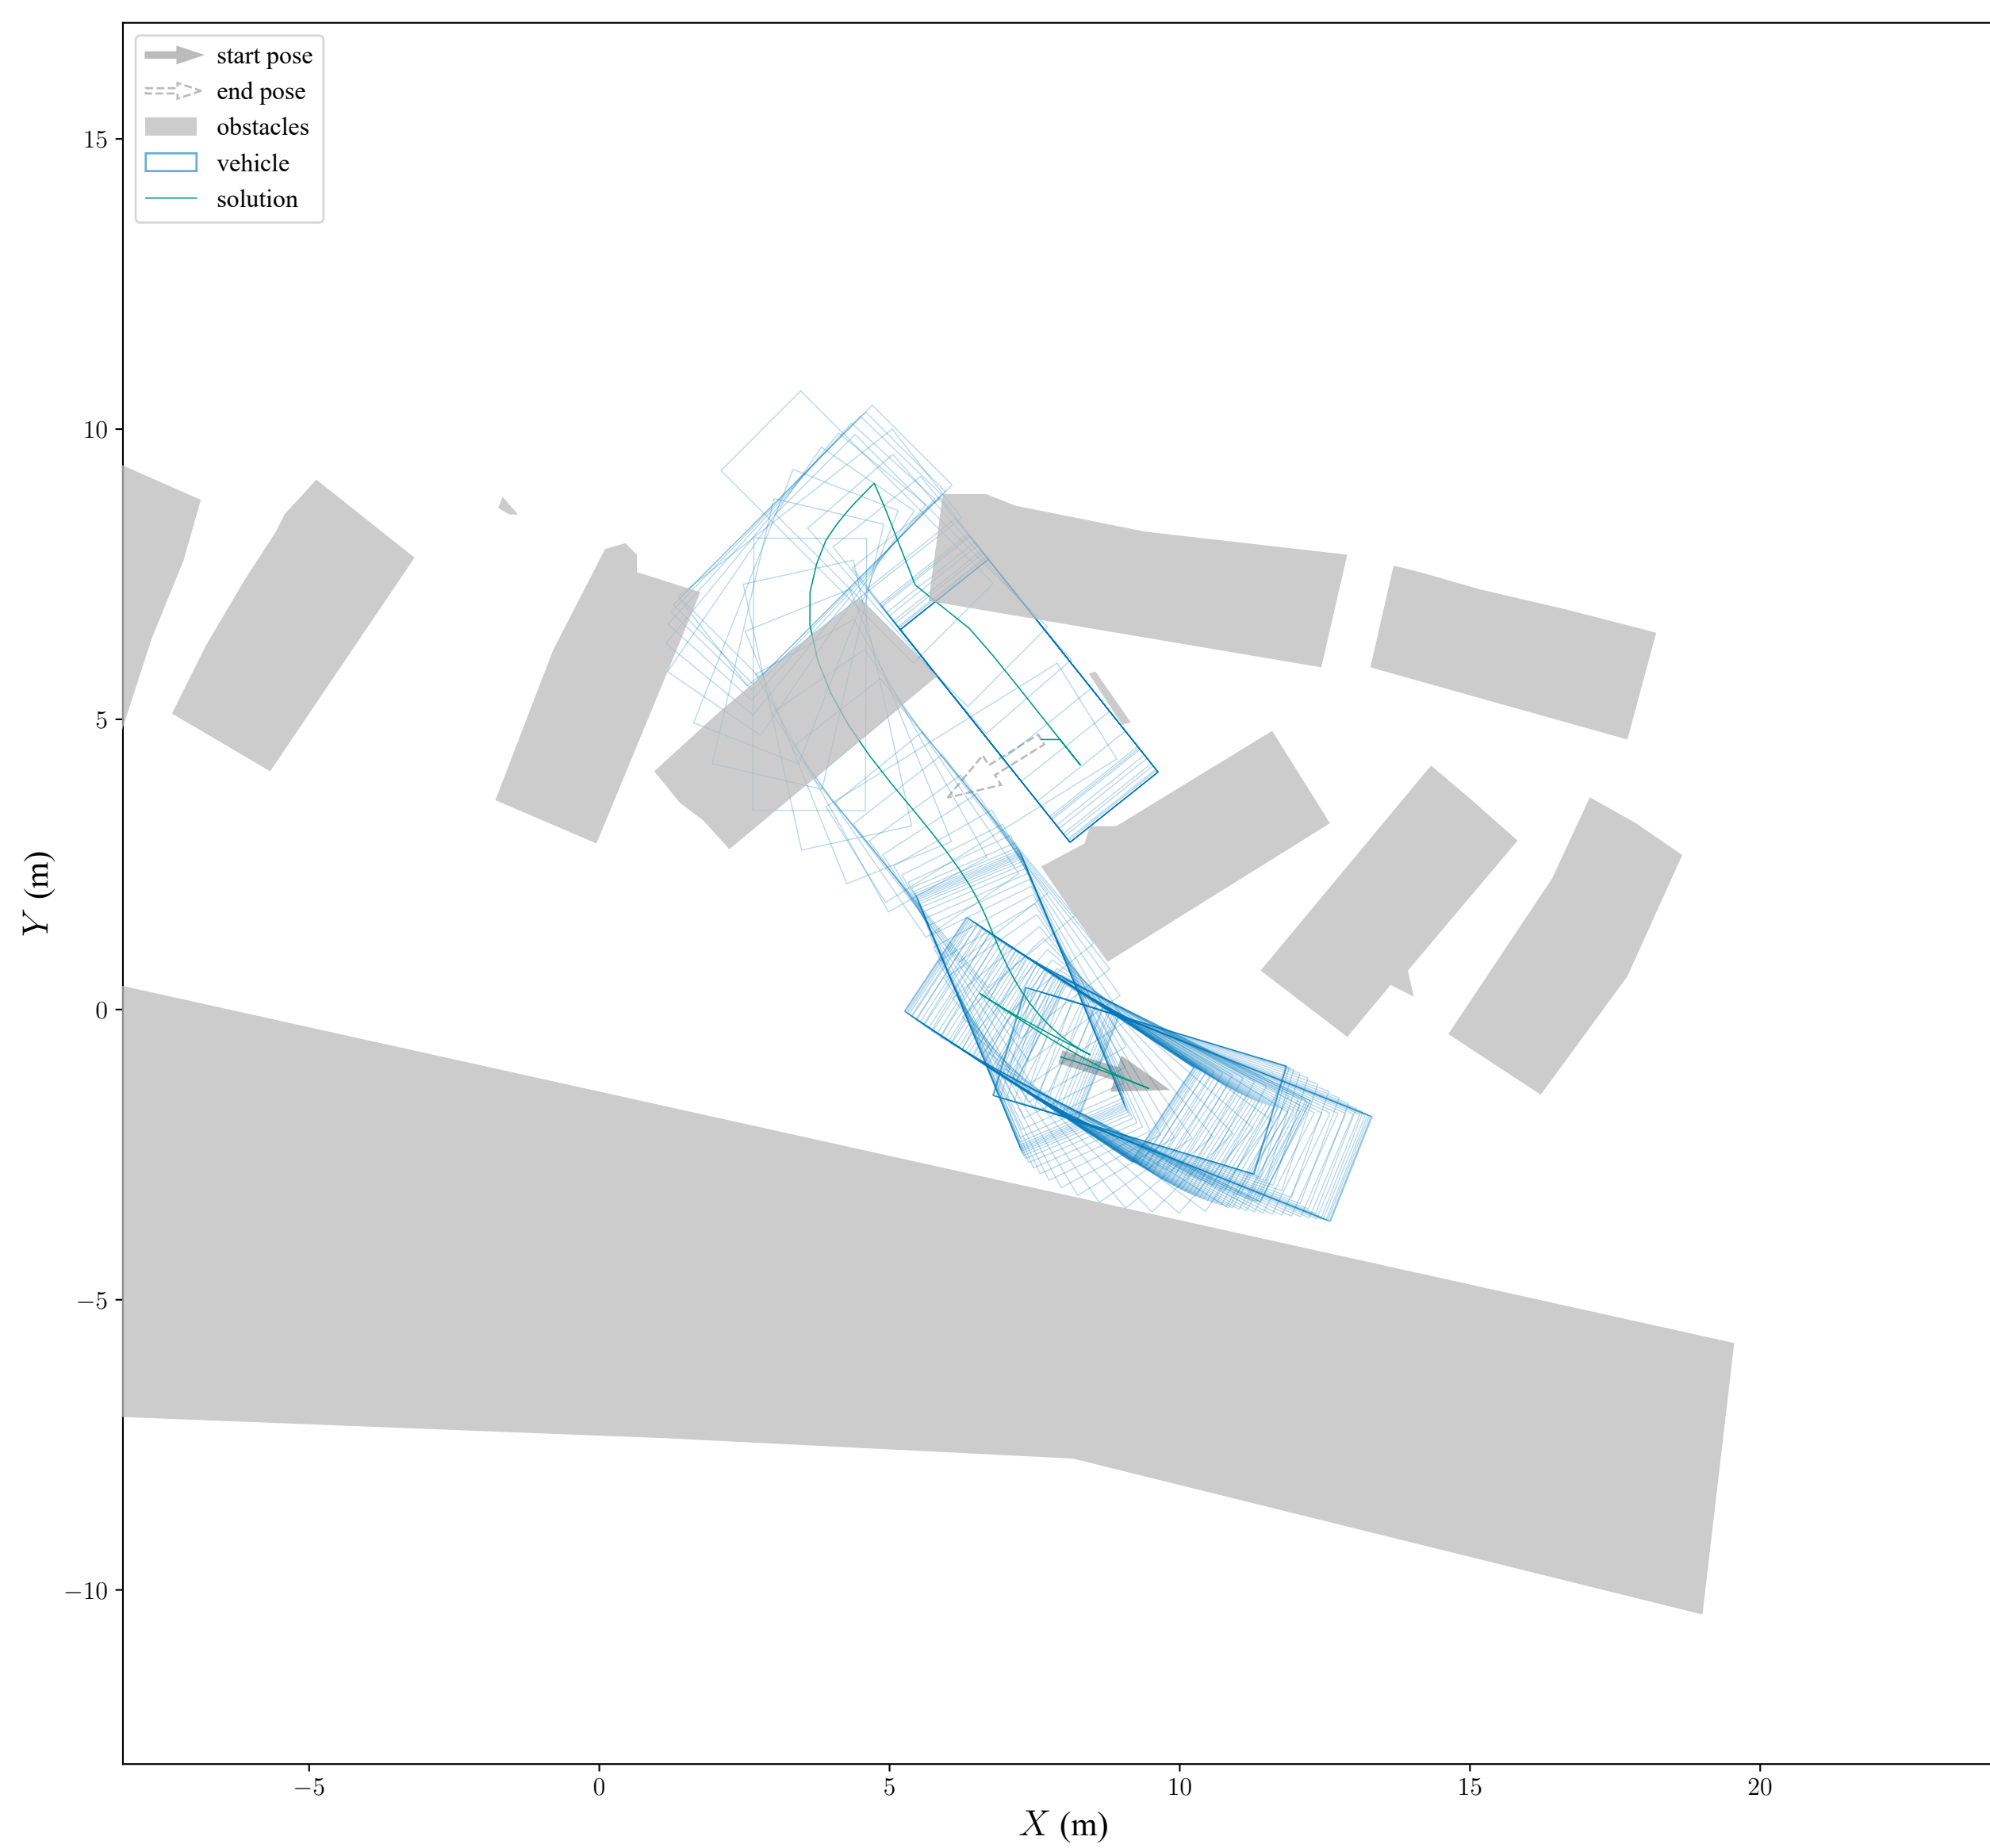 start pose
end pose
obstacles
vehicle
solution
15
10
5
0
−5
−10
Y (m)
−5 0 5 10 15 20
X (m)